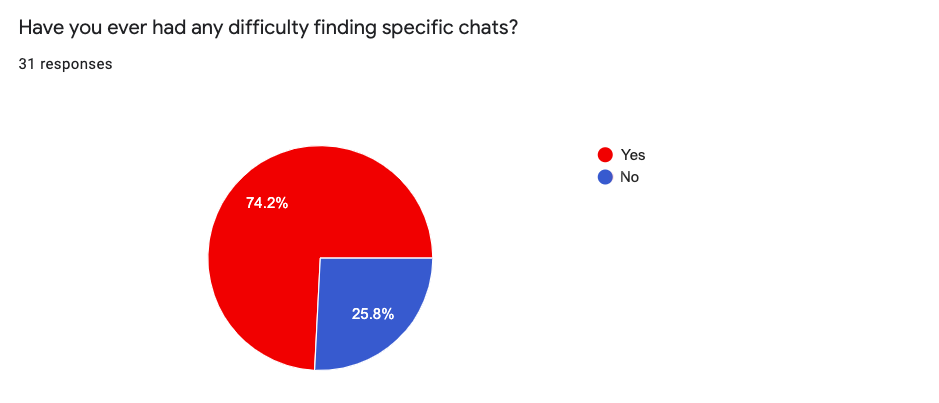 Have you ever had any difficulty finding specific chats?
31 responses
Yes
No
74.2%
25.8%